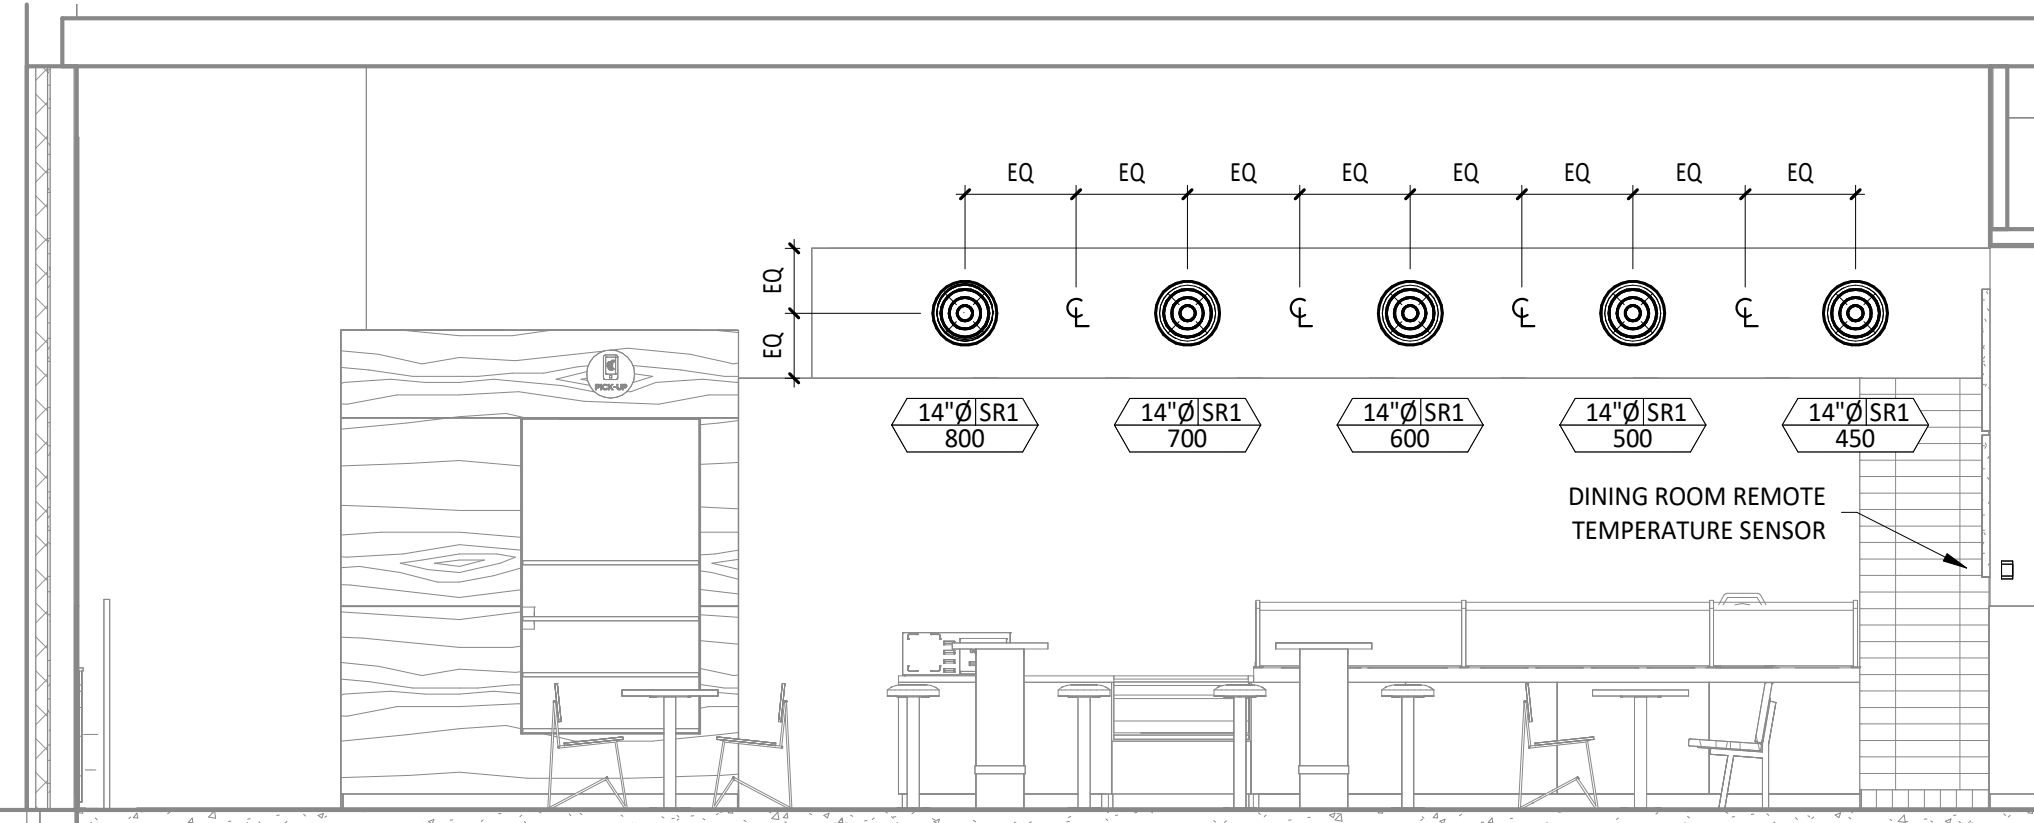 EQ EQ EQ EQ EQ EQ EQ EQ
EQ
℄ ℄ ℄ ℄
EQ
PICK-UP
14"Ø SR1 14"Ø SR1 14"Ø SR1 14"Ø SR1 14"Ø SR1
800 700 600 500 450
DINING ROOM REMOTE
TEMPERATURE SENSOR